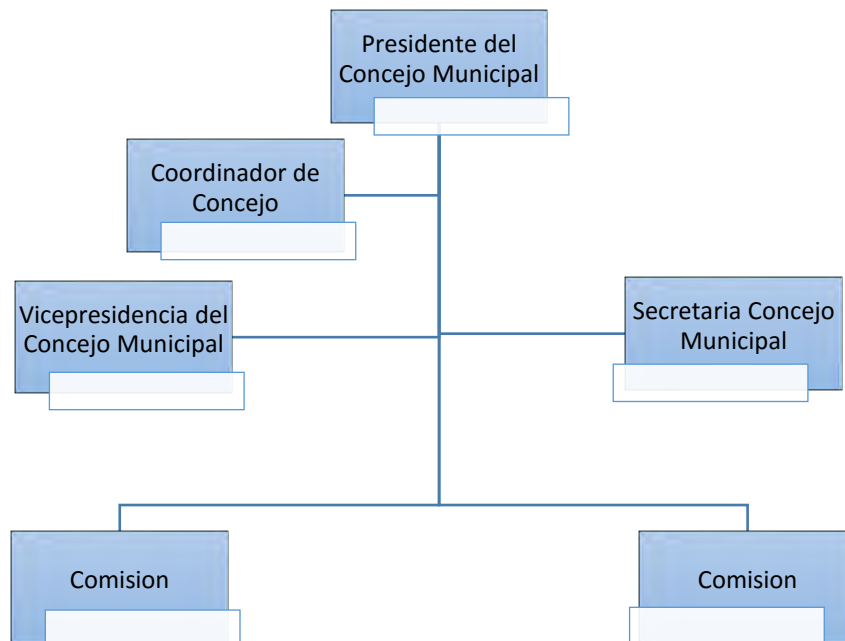 Presidente del
Concejo Municipal
Coordinador de
Concejo
Vicepresidencia del
Concejo Municipal
Secretaria Concejo
Municipal
Comision
Comision